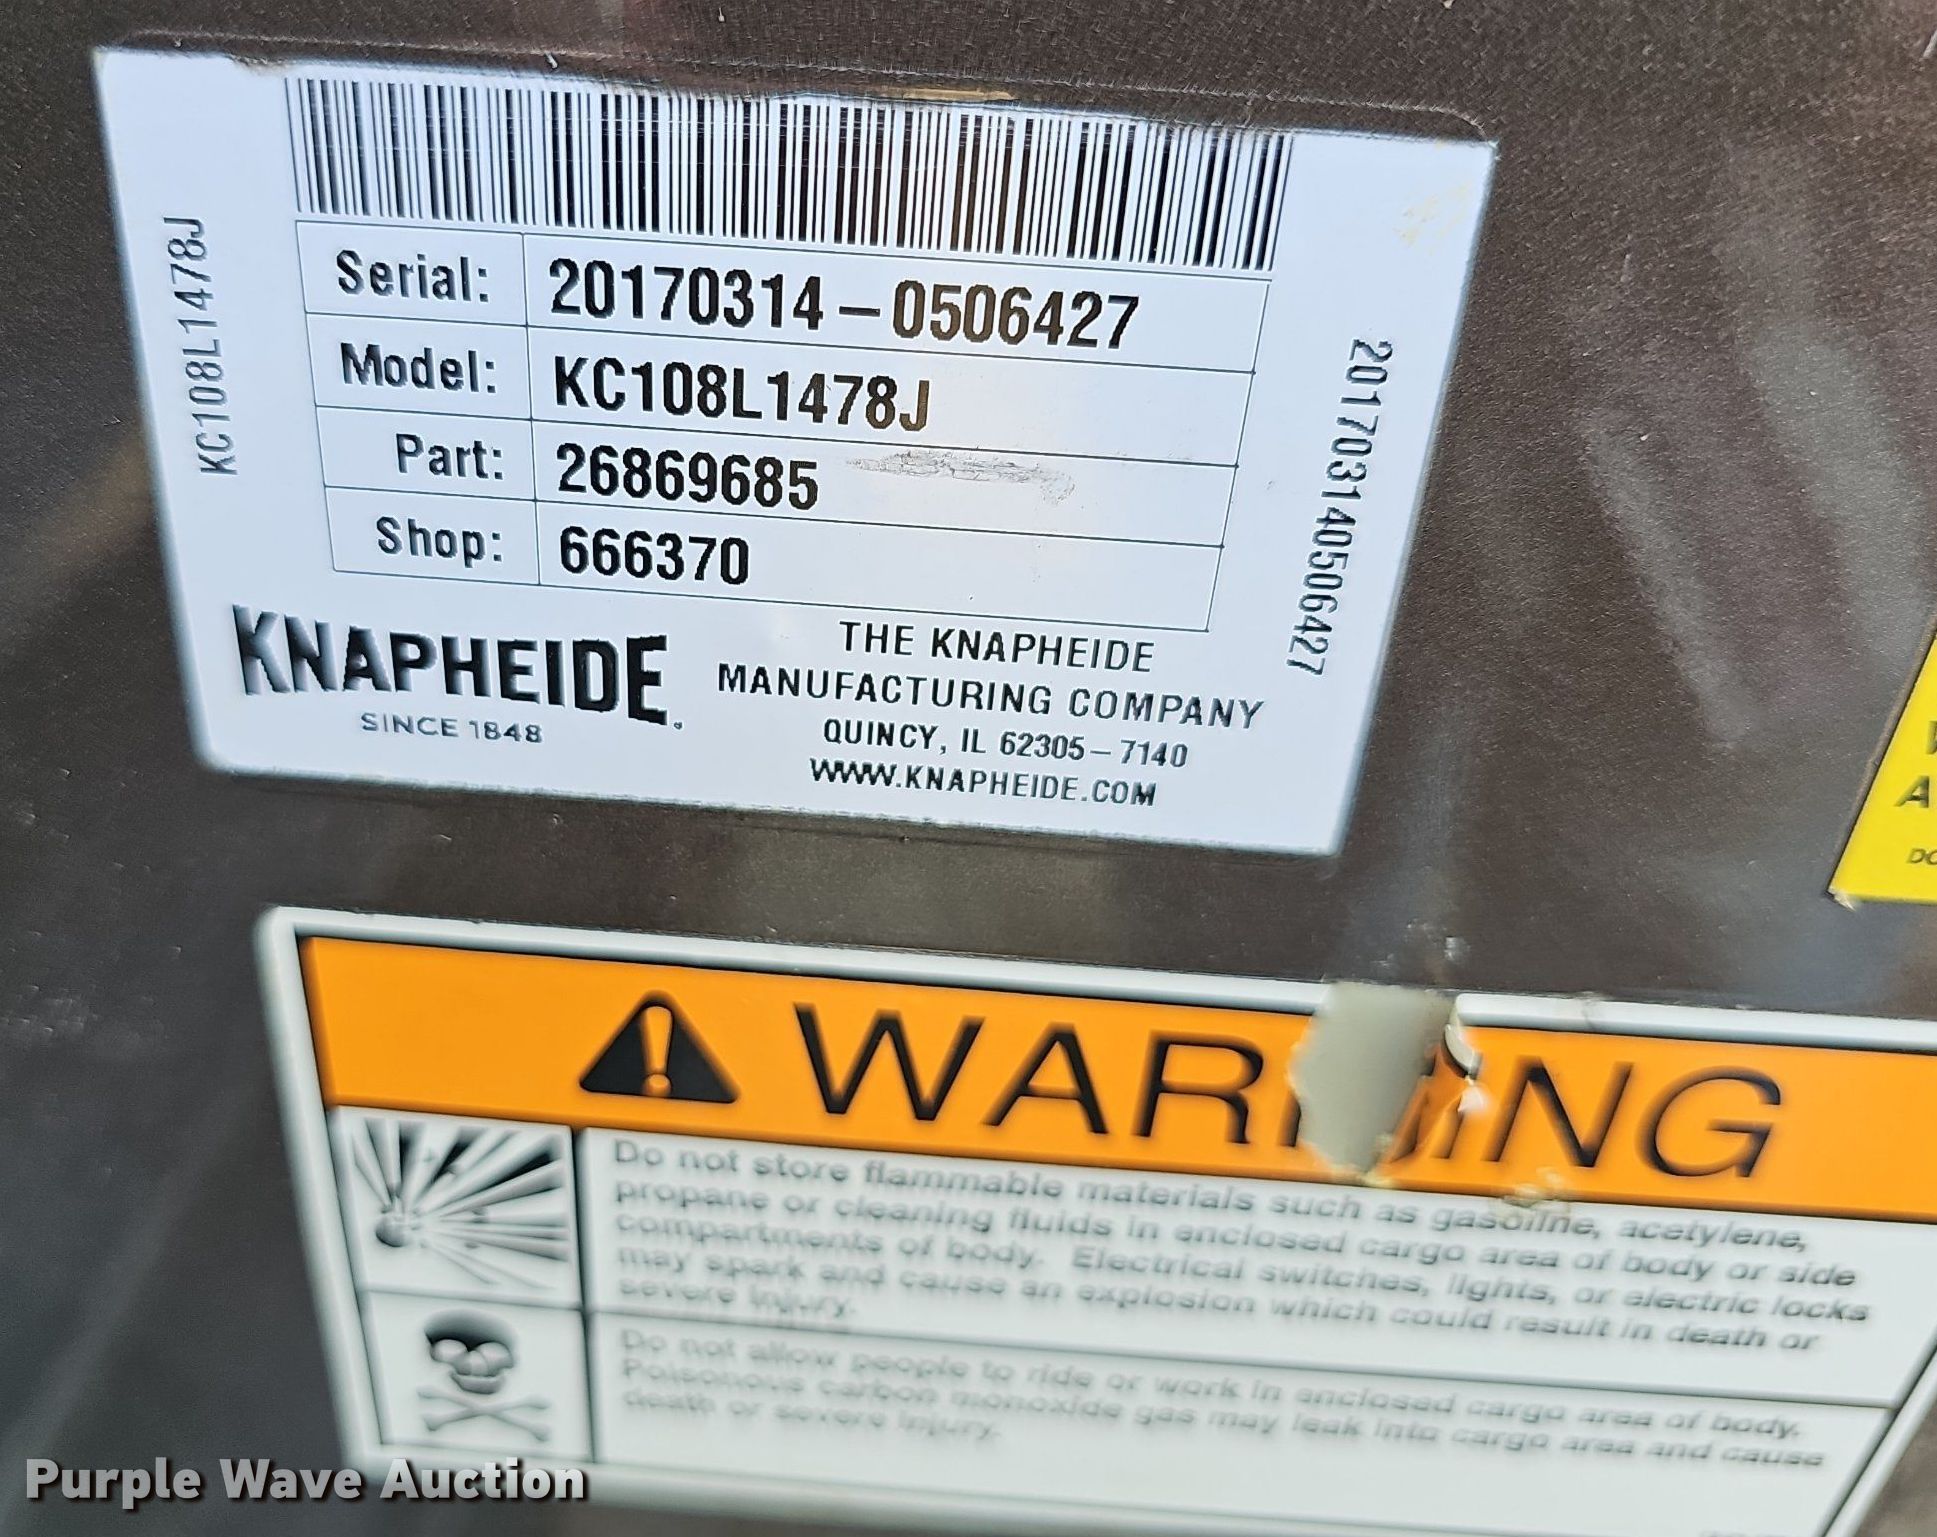 KC108L1478J
Serial: 20170314-0506427
Model: KC108L1478J
Part: 26869685
Shop: 666370
201703140506427
KNAPHEIDE.
SINCE 1848
THE KNAPHEIDE
MANUFACTURING COMPANY
QUINCY, IL 62305-7140
WWW.KNAPHEIDE.COM
WARNING
Do not store flammable materials such as gasoline, acetylene,
propane or cleaning fluids in enclosed cargo area of body or side
compartments of body. Electrical switches, lights, or electric locks
may spark and cause an explosion which could result in death or
severe injury.
Do not allow people to ride or work in enclosed cargo area of body.
Poisonous carbon monoxide gas may leak into cargo area and cause
death or severe injury.
Purple Wave Auction